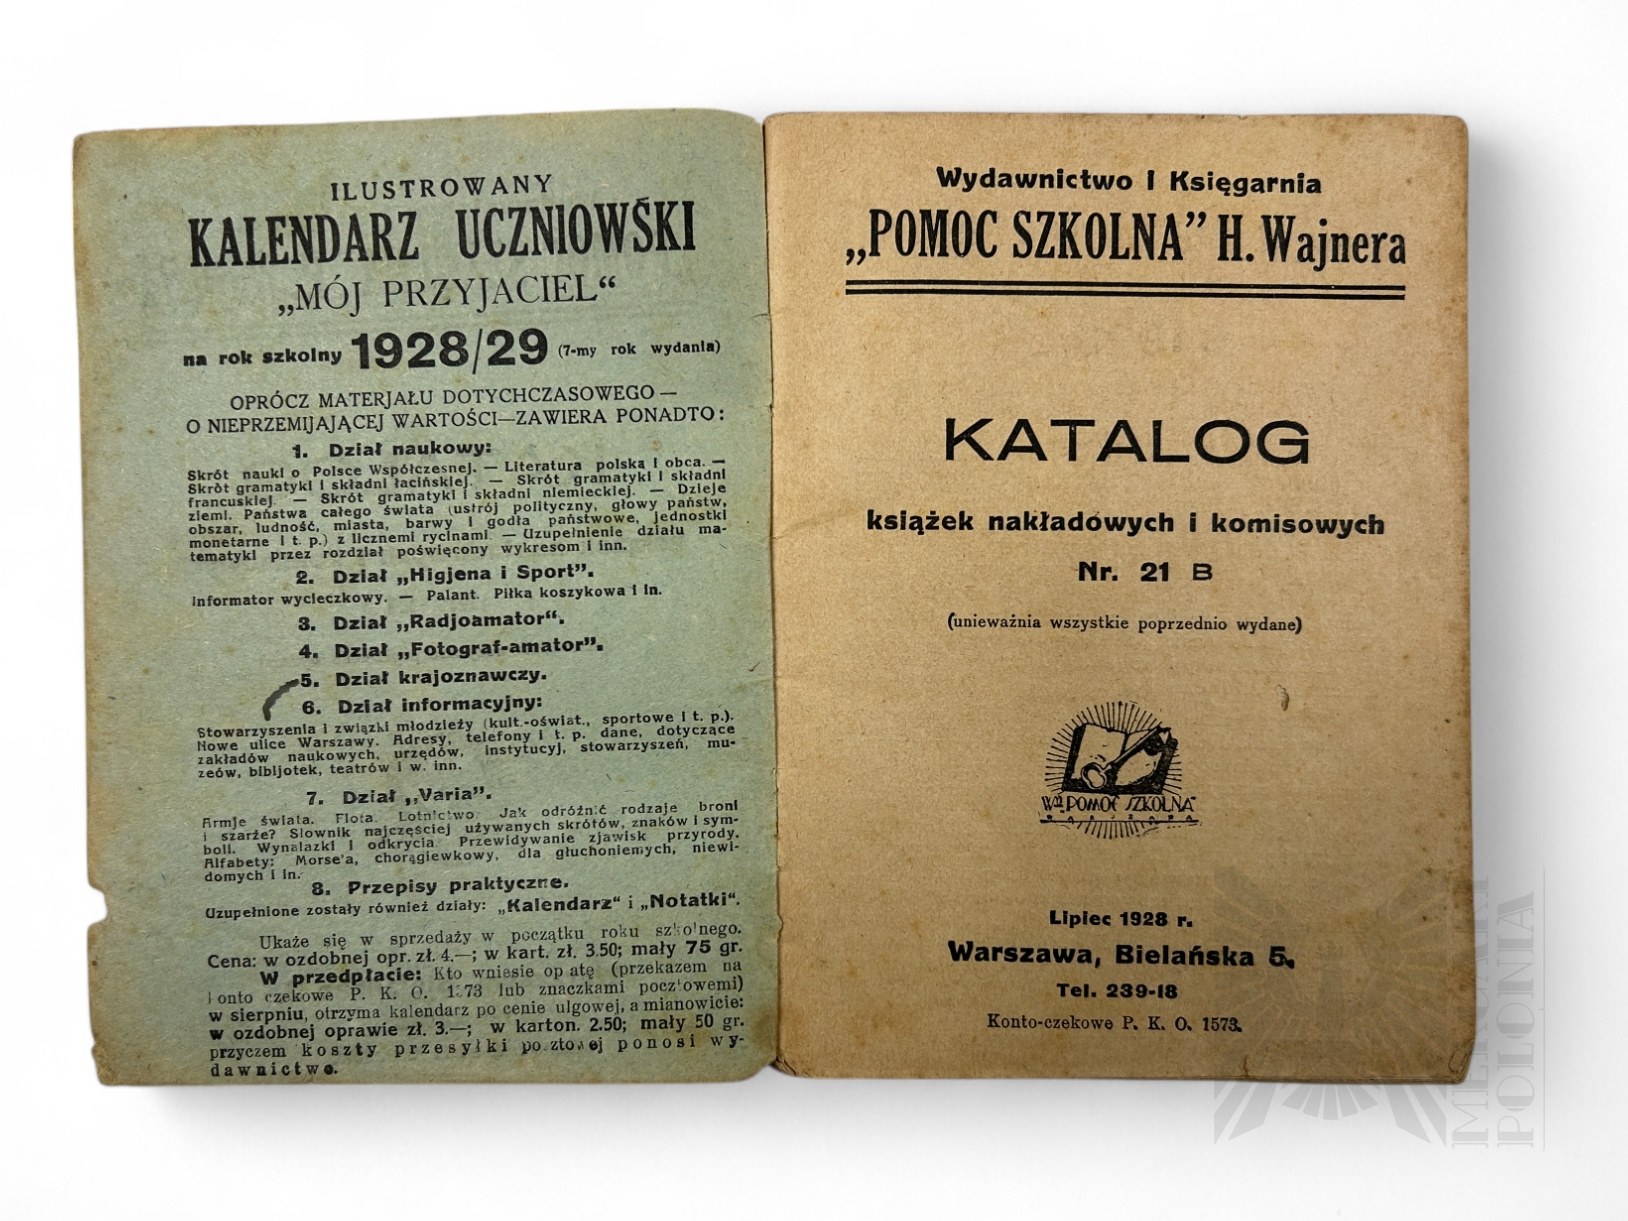 ILUSTROWANY
KALENDARZ UCZNIOWSKI
„MÓJ PRZYJACIEL“
na rok szkolny 1928/29 (7-my rok wydania)
OPRÓCZ MATERJAŁU DOTYCHCZASOWEGO —
O NIEPRZEMIJAJĄCEJ WARTOŚCI—ZAWIERA PONADTO:
1. Dział naukowy:
Skrót nauki o Polsce Współczesnej. — Literatura polska i obca. —
Skrót gramatyki i składni łacińskiej. — Skrót gramatyki i składni
francuskiej. — Skrót gramatyki i składni niemieckiej. — Dzieje
ziemi. Państwa całego świata (ustrój polityczny, głowy państw,
obszar, ludność, miasta, barwy i godła państwowe, jednostki
monetarne i t. p.) z licznemi rycinami. — Uzupełnienie działu ma-
tematyki przez rozdział poświęcony wykresom i inn.
2. Dział „Higjena i Sport”.
Informator wycieczkowy. — Palant. Piłka koszykowa i in.
3. Dział „Radjoamator”.
4. Dział „Fotograf-amator”.
5. Dział krajoznawczy.
6. Dział informacyjny:
Stowarzyszenia i związki młodzieży (kult.-oświat., sportowe i t. p.).
Nowe ulice Warszawy. Adresy, telefony i t. p. dane, dotyczące
zakładów naukowych, urzędów, instytucyj, stowarzyszeń, mu-
zeów, bibljotek, teatrów i w. inn.
7. Dział „Varia”.
Armje świata. Flota. Lotnictwo. Jak odróżnić rodzaje broni
i szarże? Słownik najczęściej używanych skrótów, znaków i sym-
boli. Wynalazki i odkrycia. Przewidywanie zjawisk przyrody.
Alfabety: Morse'a, chorągiewkowy, dla głuchoniemych, niewi-
domych i in.
8. Przepisy praktyczne.
Uzupełnione zostały również działy: „Kalendarz“ i „Notatki“.
Ukaże się w sprzedaży w początku roku szkolnego.
Cena: w ozdobnej opr. zł. 4.—; w kart. zł. 3.50; mały 75 gr.
W przedpłacie: Kto wniesie opłatę (przekazem na
konto czekowe P. K. O. 1573 lub znaczkami pocztowemi)
w sierpniu, otrzyma kalendarz po cenie ulgowej, a mianowicie:
w ozdobnej oprawie zł. 3.—; w karton. 2.50; mały 50 gr.
przyczem koszty przesyłki pocztowej ponosi wy-
dawnictwo.
Wydawnictwo i Księgarnia
„POMOC SZKOLNA” H. Wajnera
KATALOG
książek nakładowych i komisowych
Nr. 21 B
(unieważnia wszystkie poprzednio wydane)
WD. POMOC SZKOLNA
WARSZAWA
Lipiec 1928 r.
Warszawa, Bielańska 5.
Tel. 239-18
Konto-czekowe P. K. O. 1573.
MERCARI
POLONIA